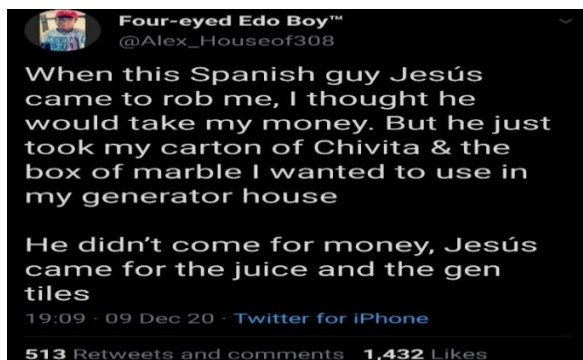 Four-eyed Edo Boy™
@Alex_Houseof308
When this Spanish guy Jesús
came to rob me, I thought he
would take my money. But he just
took my carton of Chivita & the
box of marble I wanted to use in
my generator house
He didn't come for money, Jesús
came for the juice and the gen
tiles
19:09 · 09 Dec 20 · Twitter for iPhone
513 Retweets and comments 1,432 Likes